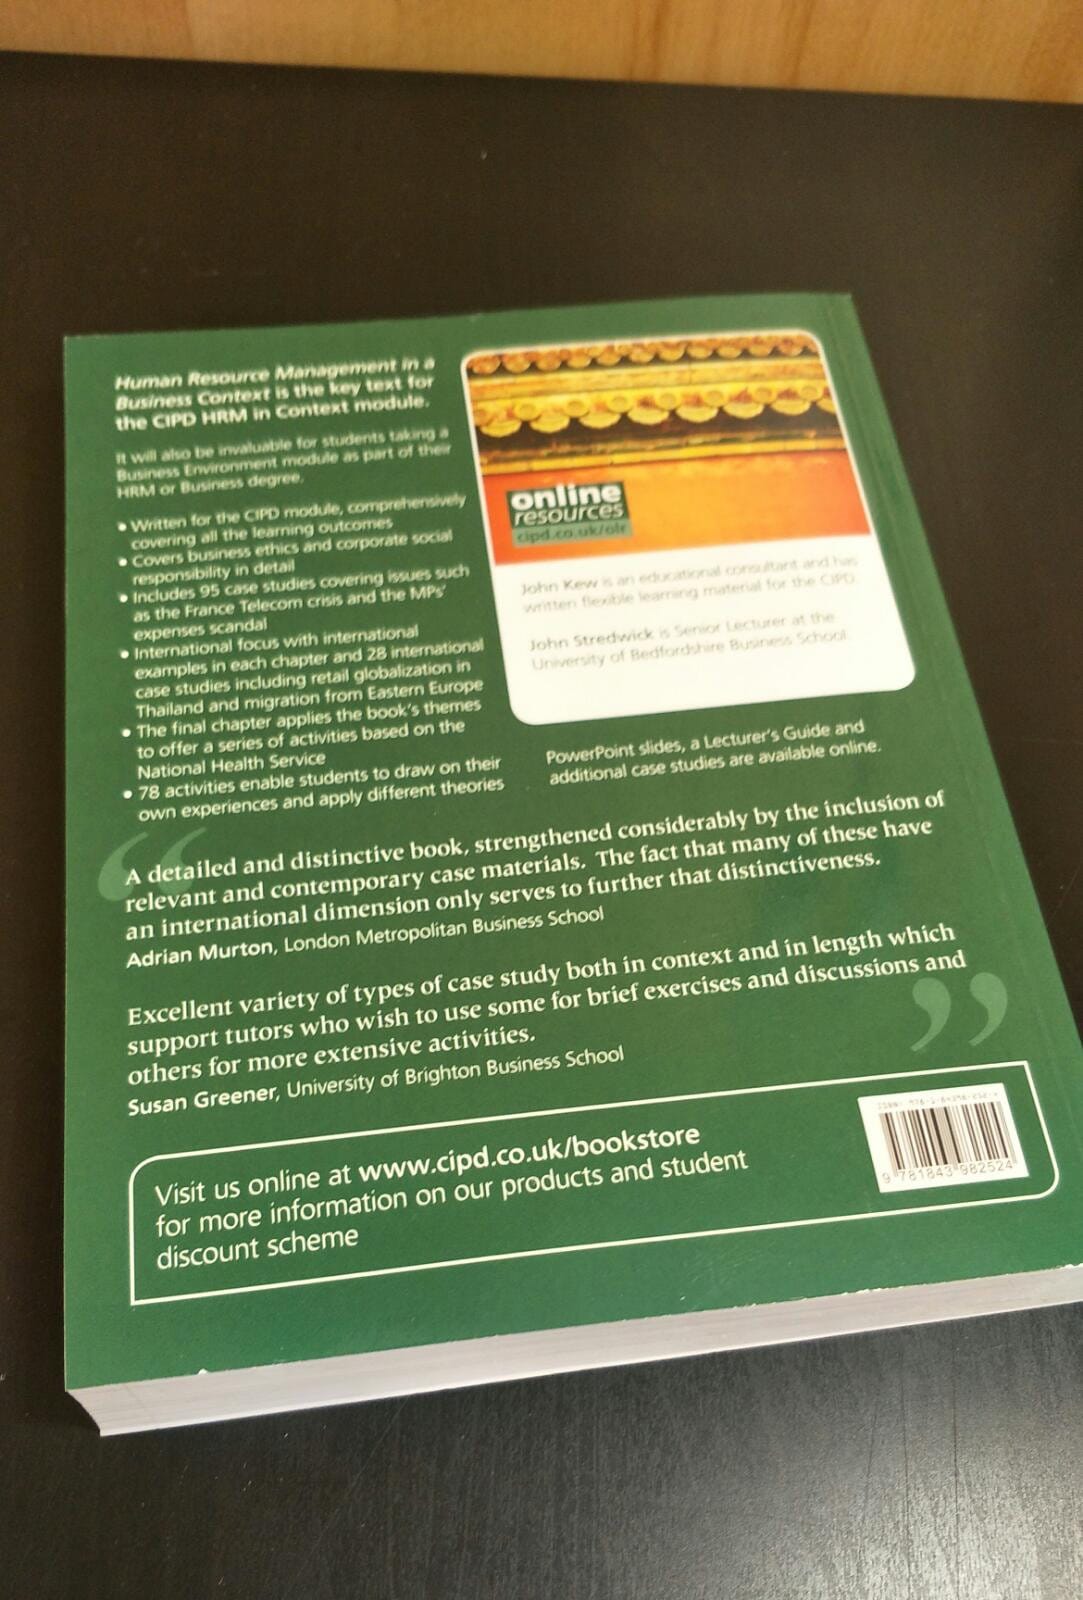 Human Resource Management in a
Business Context is the key text for
the CIPD HRM in Context module.
It will also be invaluable for students taking a
Business Environment module as part of their
HRM or Business degree.
• Written for the CIPD module, comprehensively
covering all the learning outcomes
• Covers business ethics and corporate social
responsibility in detail
• Includes 95 case studies covering issues such
as the France Telecom crisis and the MPs'
expenses scandal
• International focus with international
examples in each chapter and 28 international
case studies including retail globalization in
Thailand and migration from Eastern Europe
• The final chapter applies the book's themes
to offer a series of activities based on the
National Health Service
• 78 activities enable students to draw on their
own experiences and apply different theories
online
resources
cipd.co.uk/olr
John Kew is an educational consultant and has
written flexible learning material for the CIPD.
John Stredwick is Senior Lecturer at the
University of Bedfordshire Business School.
PowerPoint slides, a Lecturer's Guide and
additional case studies are available online.
“
A detailed and distinctive book, strengthened considerably by the inclusion of
relevant and contemporary case materials. The fact that many of these have
an international dimension only serves to further that distinctiveness.
Adrian Murton, London Metropolitan Business School
Excellent variety of types of case study both in context and in length which
support tutors who wish to use some for brief exercises and discussions and
others for more extensive activities.
”
Susan Greener, University of Brighton Business School
Visit us online at www.cipd.co.uk/bookstore
for more information on our products and student
discount scheme
9 781843 982524